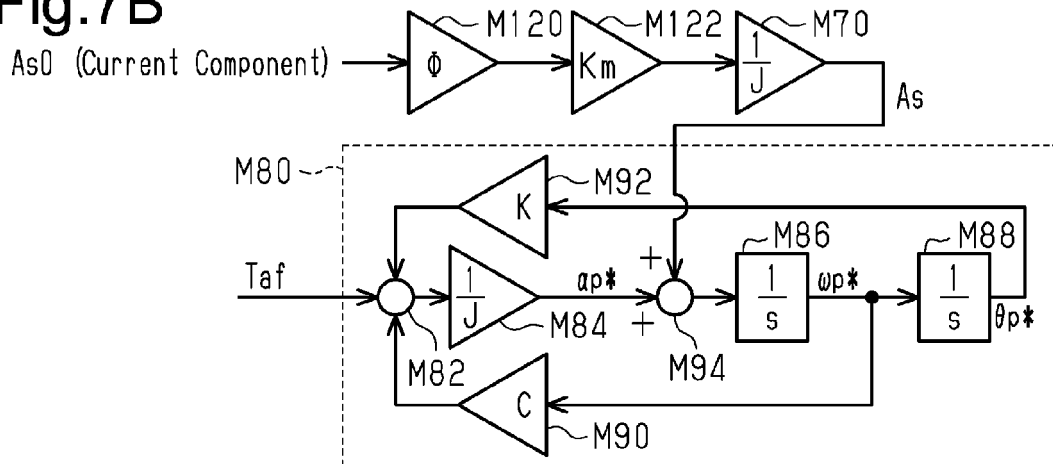 Fig.7B
As0 (Current Component)
Φ
M120
Km
M122
1/J
M70
As
M80
K
M92
Taf
M82
1/J
M84
αp*
+
+
M94
1/s
M86
ωp*
1/s
M88
θp*
C
M90